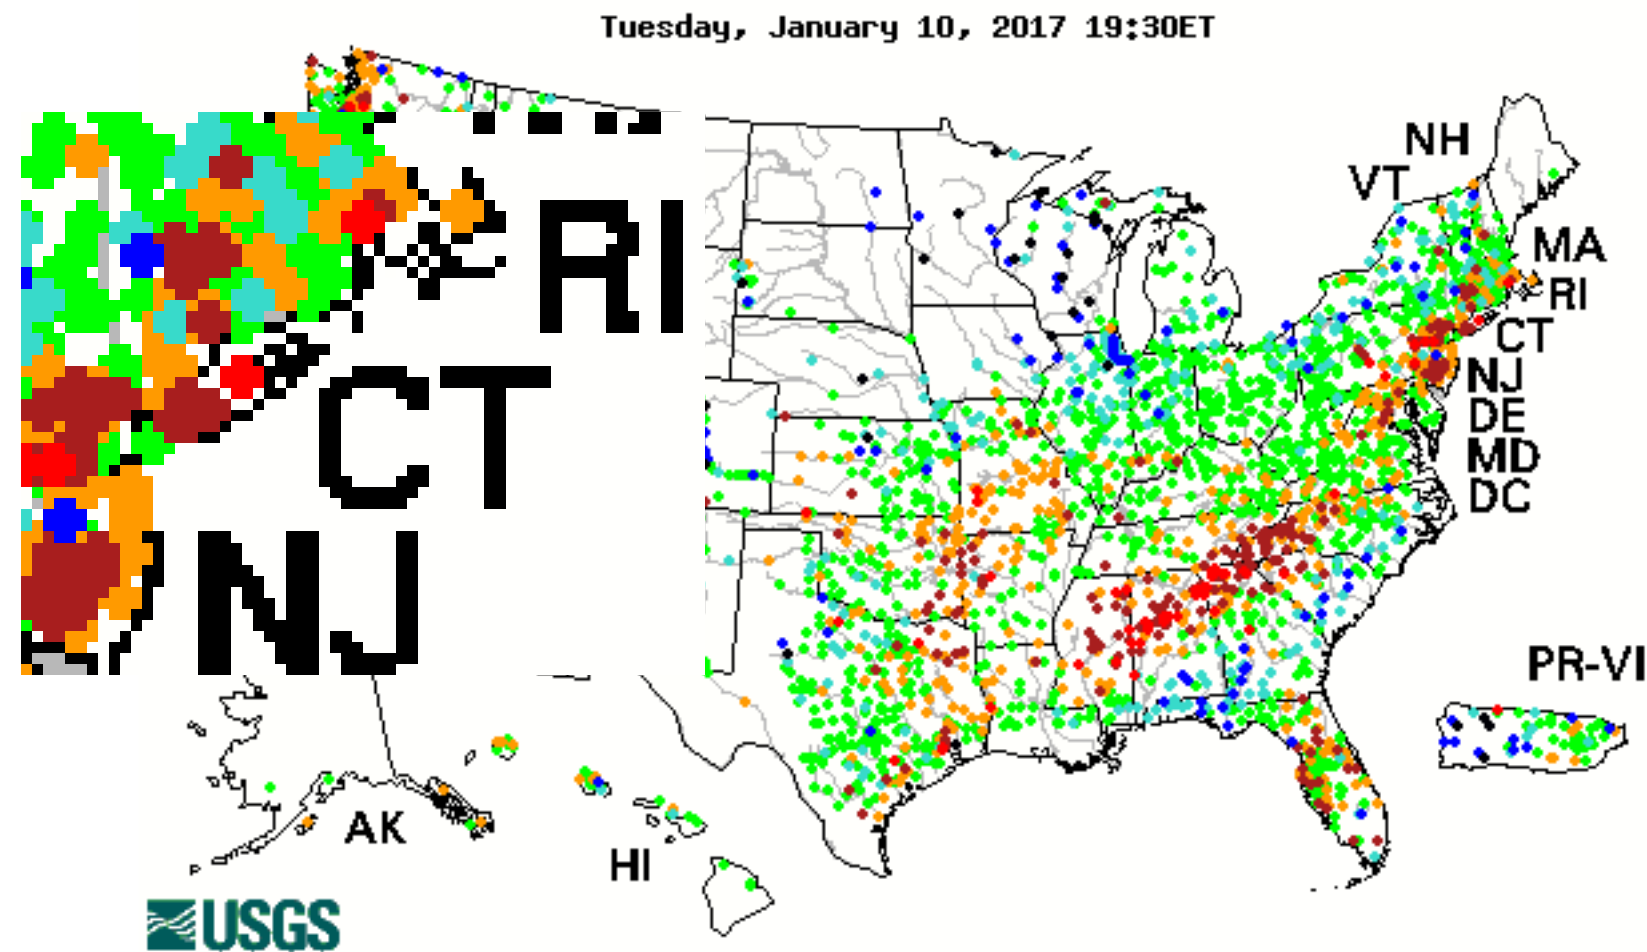 Tuesday, January 10, 2017 19:30ET
NH
VT
MA
RI
RI
CT
CT
NJ
DE
MD
DC
NJ
PR-VI
AK
HI
USGS